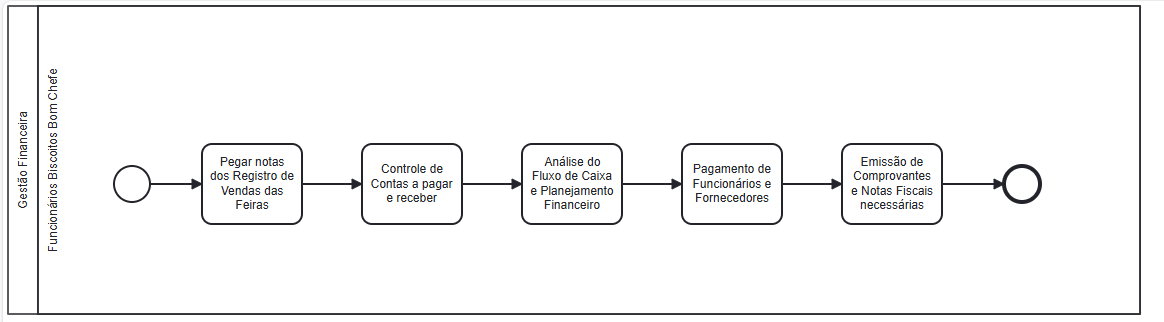 Gestão Financeira
Funcionários Biscoitos Bom Chefe
Pegar notas
dos Registro de
Vendas das
Feiras
Controle de
Contas a pagar
e receber
Análise do
Fluxo de Caixa
e Planejamento
Financeiro
Pagamento de
Funcionários e
Fornecedores
Emissão de
Comprovantes
e Notas Fiscais
necessárias